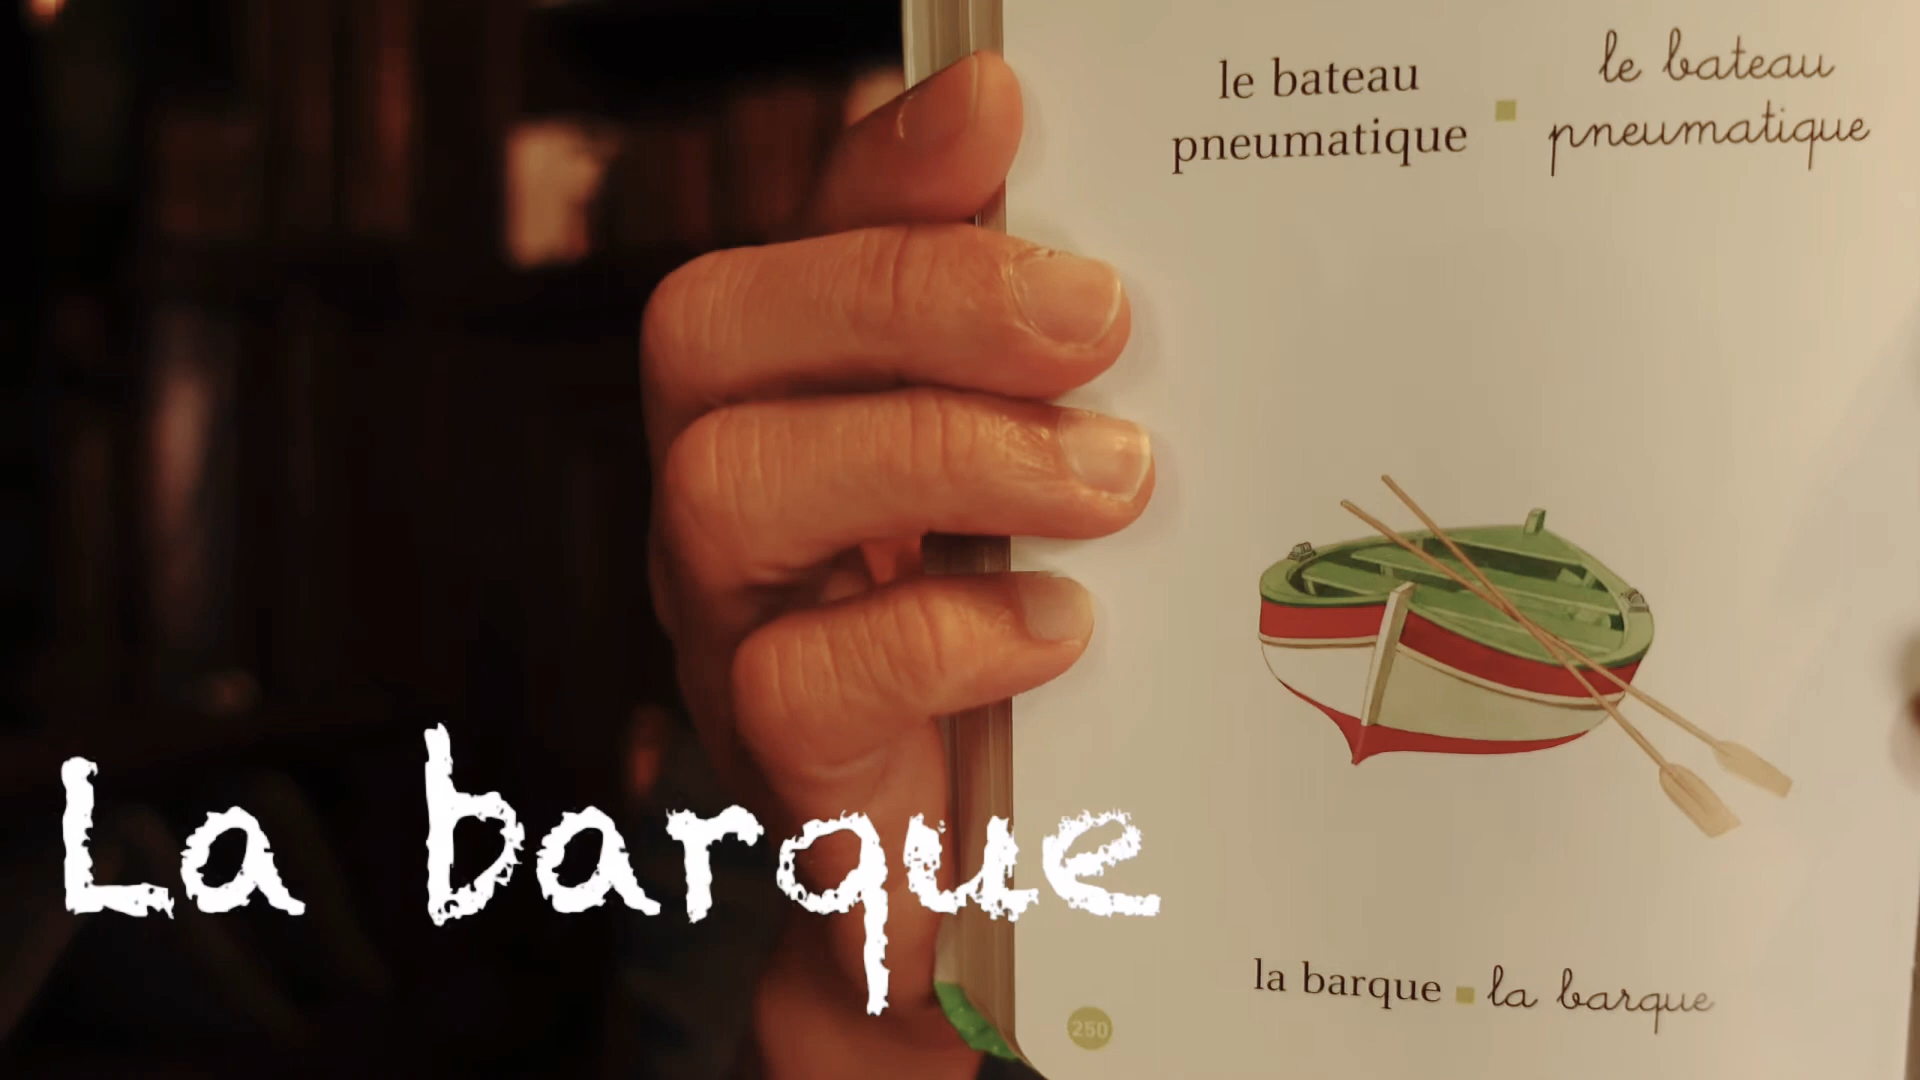 le bateau
pneumatique
le bateau
pneumatique
La barque
la barque la barque
250